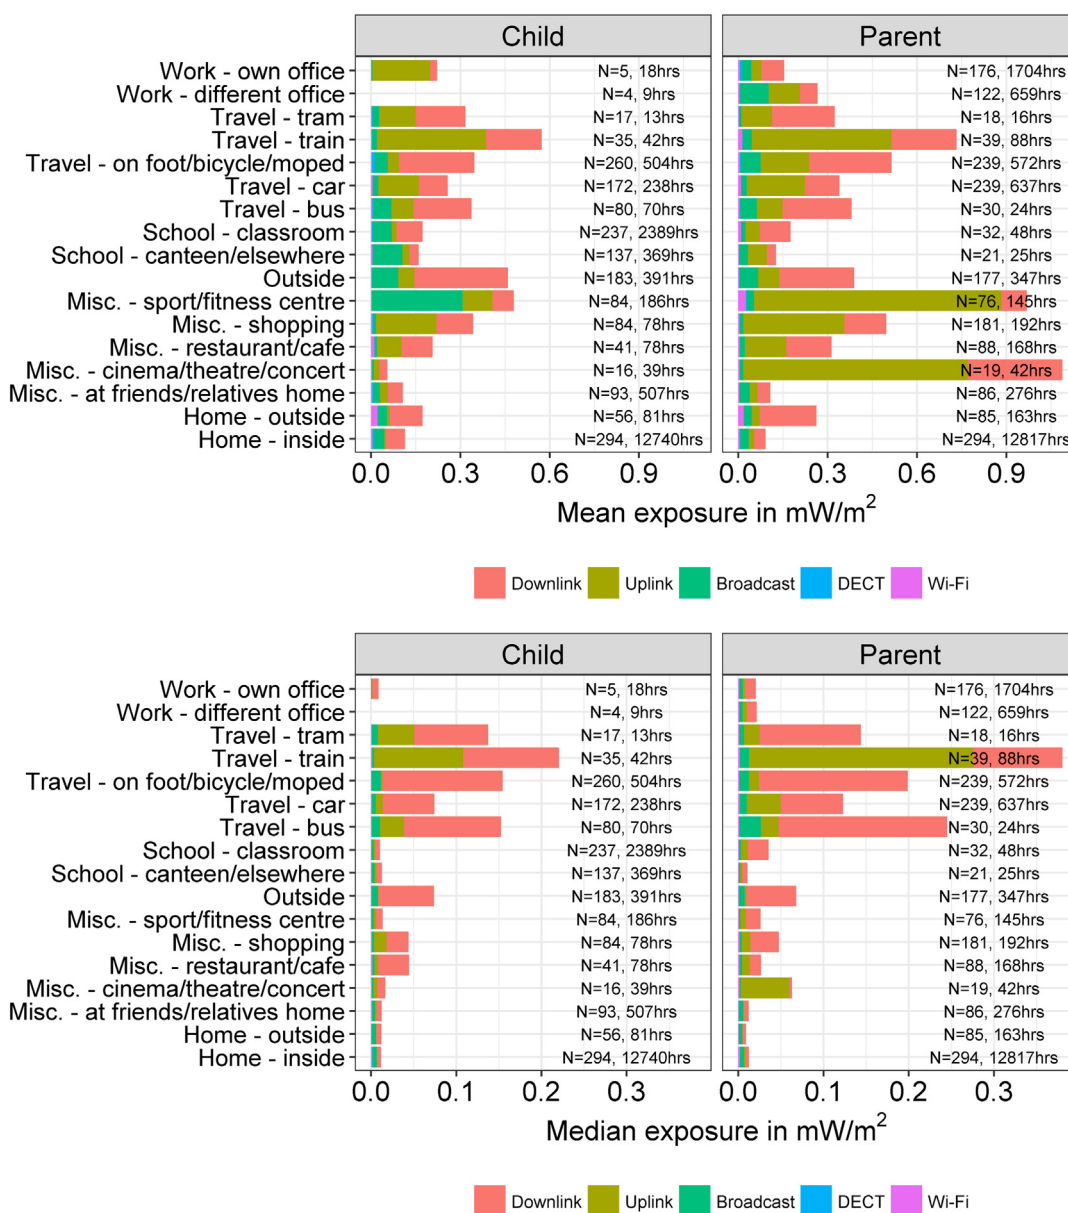 Child Parent
Work - own office N=5, 18hrs N=176, 1704hrs
Work - different office N=4, 9hrs N=122, 659hrs
Travel - tram N=17, 13hrs N=18, 16hrs
Travel - train N=35, 42hrs N=39, 88hrs
Travel - on foot/bicycle/moped N=260, 504hrs N=239, 572hrs
Travel - car N=172, 238hrs N=239, 637hrs
Travel - bus N=80, 70hrs N=30, 24hrs
School - classroom N=237, 2389hrs N=32, 48hrs
School - canteen/elsewhere N=137, 369hrs N=21, 25hrs
Outside N=183, 391hrs N=177, 347hrs
Misc. - sport/fitness centre N=84, 186hrs N=76, 145hrs
Misc. - shopping N=84, 78hrs N=181, 192hrs
Misc. - restaurant/cafe N=41, 78hrs N=88, 168hrs
Misc. - cinema/theatre/concert N=16, 39hrs N=19, 42hrs
Misc. - at friends/relatives home N=93, 507hrs N=86, 276hrs
Home - outside N=56, 81hrs N=85, 163hrs
Home - inside N=294, 12740hrs N=294, 12817hrs
0.0 0.3 0.6 0.9 0.0 0.3 0.6 0.9
Mean exposure in mW/m²
Downlink Uplink Broadcast DECT Wi-Fi
Child Parent
Work - own office N=5, 18hrs N=176, 1704hrs
Work - different office N=4, 9hrs N=122, 659hrs
Travel - tram N=17, 13hrs N=18, 16hrs
Travel - train N=35, 42hrs N=39, 88hrs
Travel - on foot/bicycle/moped N=260, 504hrs N=239, 572hrs
Travel - car N=172, 238hrs N=239, 637hrs
Travel - bus N=80, 70hrs N=30, 24hrs
School - classroom N=237, 2389hrs N=32, 48hrs
School - canteen/elsewhere N=137, 369hrs N=21, 25hrs
Outside N=183, 391hrs N=177, 347hrs
Misc. - sport/fitness centre N=84, 186hrs N=76, 145hrs
Misc. - shopping N=84, 78hrs N=181, 192hrs
Misc. - restaurant/cafe N=41, 78hrs N=88, 168hrs
Misc. - cinema/theatre/concert N=16, 39hrs N=19, 42hrs
Misc. - at friends/relatives home N=93, 507hrs N=86, 276hrs
Home - outside N=56, 81hrs N=85, 163hrs
Home - inside N=294, 12740hrs N=294, 12817hrs
0.0 0.1 0.2 0.3 0.0 0.1 0.2 0.3
Median exposure in mW/m²
Downlink Uplink Broadcast DECT Wi-Fi